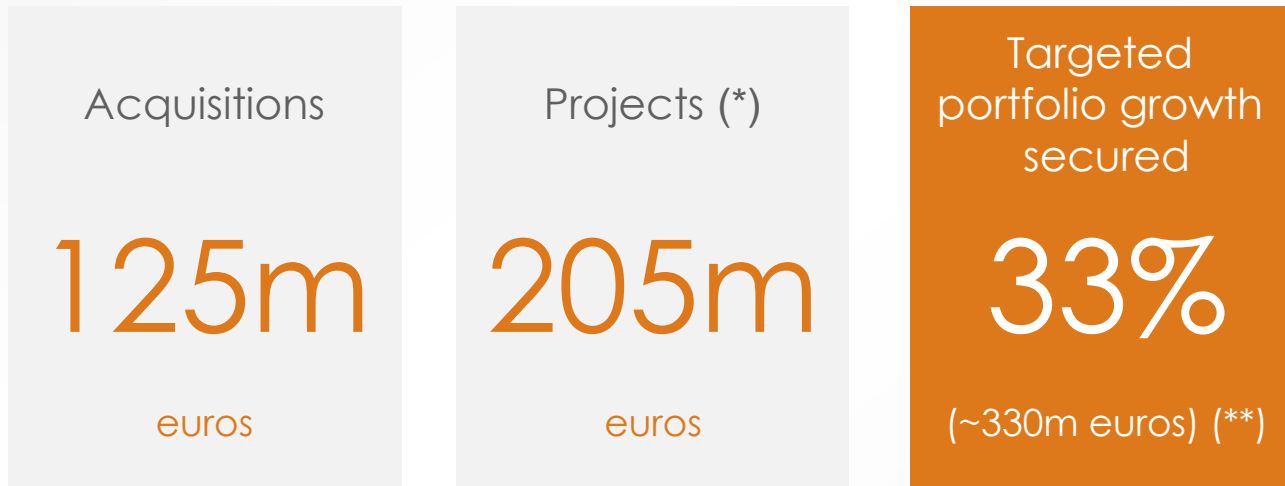 Acquisitions
125m
euros
Projects (*)
205m
euros
Targeted
portfolio growth
secured
33%
(~330m euros) (**)